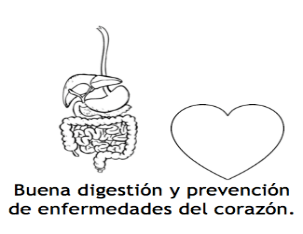 Buena digestión y prevención
de enfermedades del corazón.